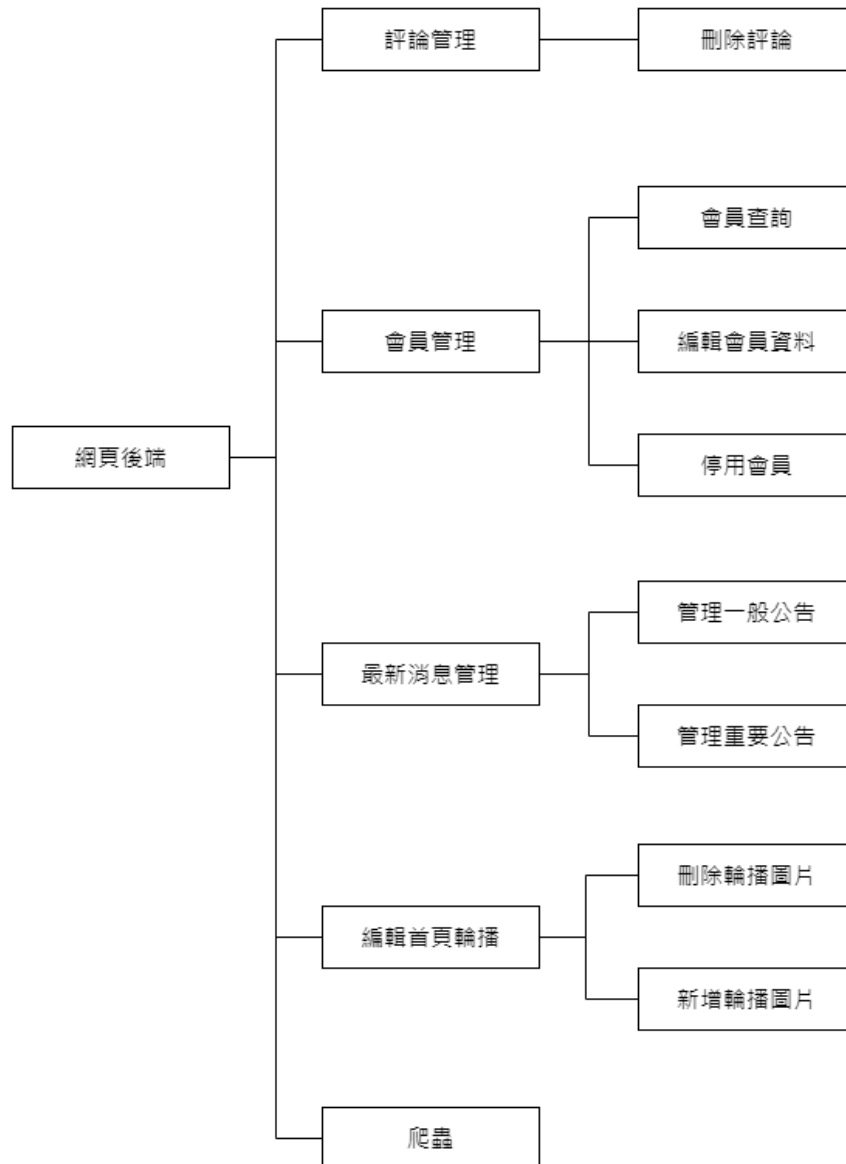 評論管理
刪除評論
會員查詢
會員管理
編輯會員資料
網頁後端
停用會員
管理一般公告
最新消息管理
管理重要公告
刪除輪播圖片
編輯首頁輪播
新增輪播圖片
爬蟲